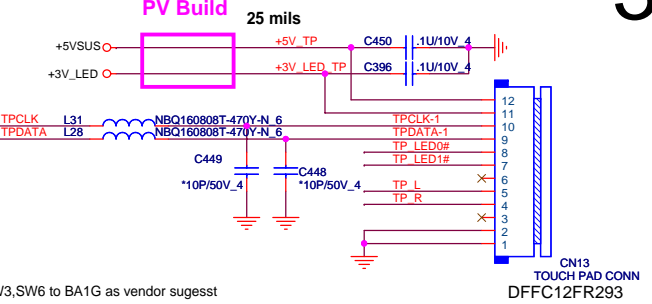 PV Build
25 mils
+5VSUS
+5V_TP
C450
.1U/10V_4
+3V_LED
+3V_LED_TP
C396
.1U/10V_4
TPCLK
L31
NBQ160808T-470Y-N_6
TPCLK-1
TPDATA
L28
NBQ160808T-470Y-N_6
TPDATA-1
TP_LED0#
TP_LED1#
TP_L
TP_R
C449
*10P/50V_4
C448
*10P/50V_4
12
11
10
9
8
7
6
5
4
3
2
1
CN13
TOUCH PAD CONN
DFFC12FR293
W3,SW6 to BA1G as vendor sugesst